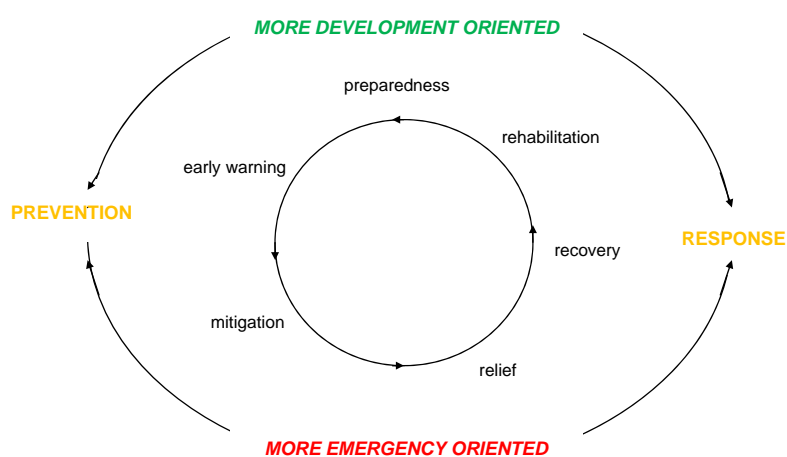 MORE DEVELOPMENT ORIENTED
preparedness
rehabilitation
early warning
PREVENTION
RESPONSE
recovery
mitigation
relief
MORE EMERGENCY ORIENTED